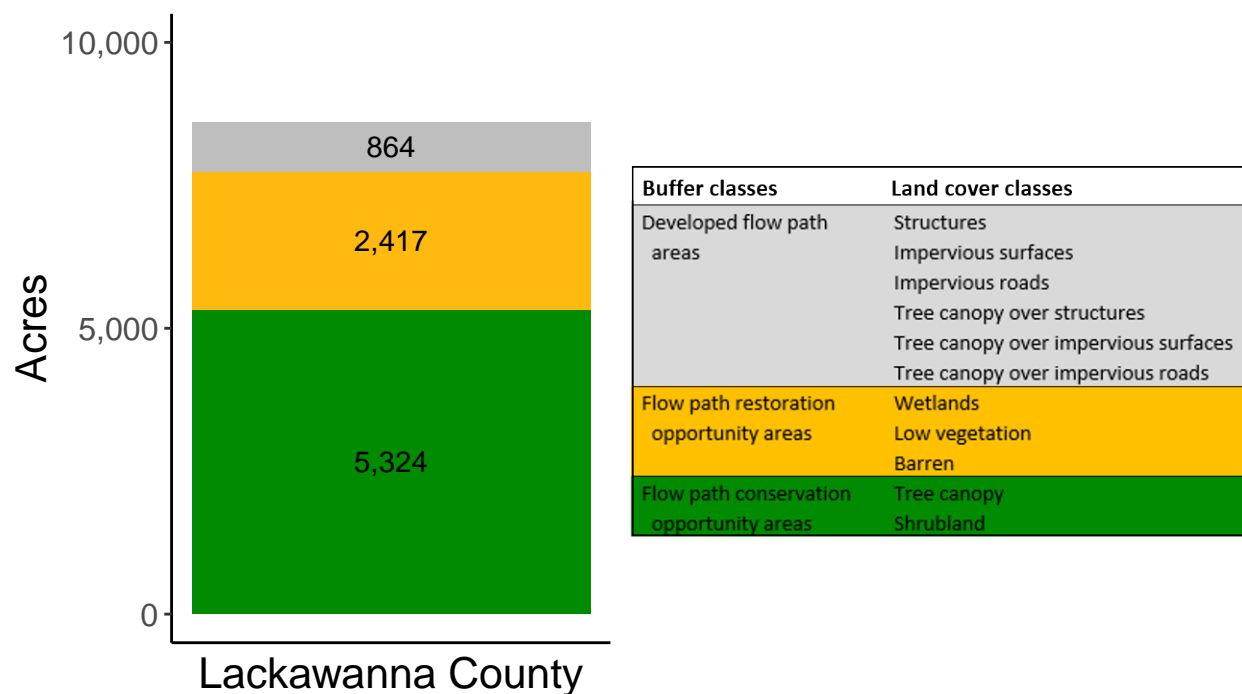 10,000
864
2,417
5,000
5,324
0
Acres
Lackawanna County
Buffer classes Land cover classes
Developed flow path Structures
areas Impervious surfaces
Impervious roads
Tree canopy over structures
Tree canopy over impervious surfaces
Tree canopy over impervious roads
Flow path restoration Wetlands
opportunity areas Low vegetation
Barren
Flow path conservation Tree canopy
opportunity areas Shrubland